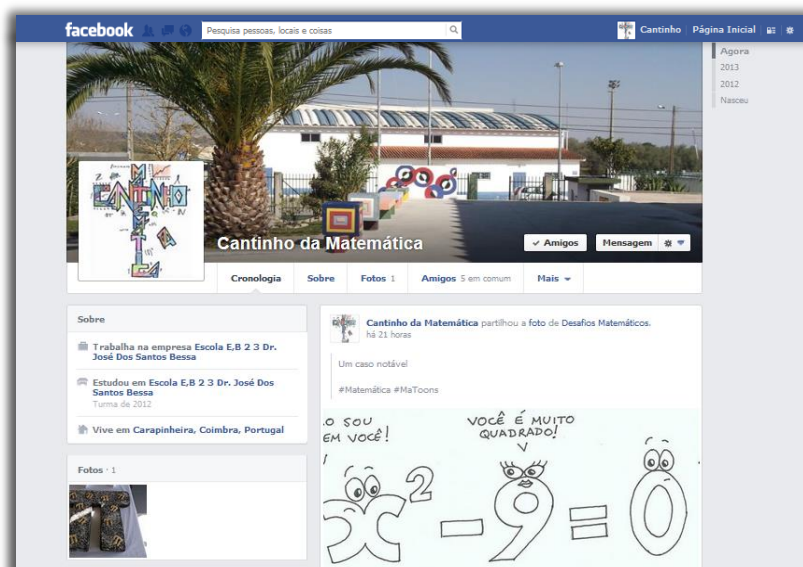 facebook
Pesquisa pessoas, locais e coisas
Cantinho
Página Inicial
Agora
2013
2012
Nasceu
CANTINHO
Cantinho da Matemática
✓ Amigos
Mensagem
Cronologia
Sobre
Fotos 1
Amigos 5 em comum
Mais
Sobre
Trabalha na empresa Escola E,B 2 3 Dr.
José Dos Santos Bessa
Estudou em Escola E,B 2 3 Dr. José Dos
Santos Bessa
Turma de 2012
Vive em Carapinheira, Coimbra, Portugal
Fotos · 1
Cantinho da Matemática partilhou a foto de Desafios Matemáticos.
há 21 horas
Um caso notável
#Matemática #MaToons
.O SOU
EM VOCÊ!
VOCÊ É MUITO
QUADRADO!
x² - 9 = 0